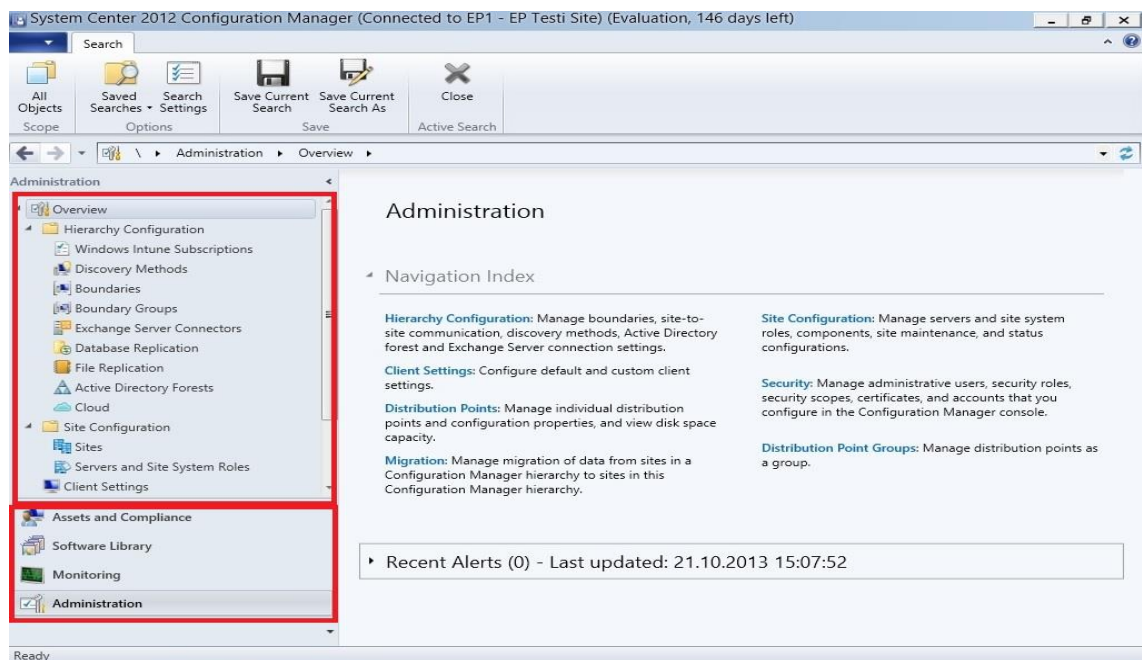 System Center 2012 Configuration Manager (Connected to EP1 - EP Testi Site) (Evaluation, 146 days left)
Search
All Objects
Saved Searches
Search Settings
Save Current Search
Save Current Search As
Close
Scope
Options
Save
Active Search
\ Administration Overview
Administration
Overview
Hierarchy Configuration
Windows Intune Subscriptions
Discovery Methods
Boundaries
Boundary Groups
Exchange Server Connectors
Database Replication
File Replication
Active Directory Forests
Cloud
Site Configuration
Sites
Servers and Site System Roles
Client Settings
Assets and Compliance
Software Library
Monitoring
Administration
Administration
Navigation Index
Hierarchy Configuration: Manage boundaries, site-to-
site communication, discovery methods, Active Directory
forest and Exchange Server connection settings.
Client Settings: Configure default and custom client
settings.
Distribution Points: Manage individual distribution
points and configuration properties, and view disk space
capacity.
Migration: Manage migration of data from sites in a
Configuration Manager hierarchy to sites in this
Configuration Manager hierarchy.
Site Configuration: Manage servers and site system
roles, components, site maintenance, and status
configurations.
Security: Manage administrative users, security roles,
security scopes, certificates, and accounts that you
configure in the Configuration Manager console.
Distribution Point Groups: Manage distribution points as
a group.
Recent Alerts (0) - Last updated: 21.10.2013 15:07:52
Ready